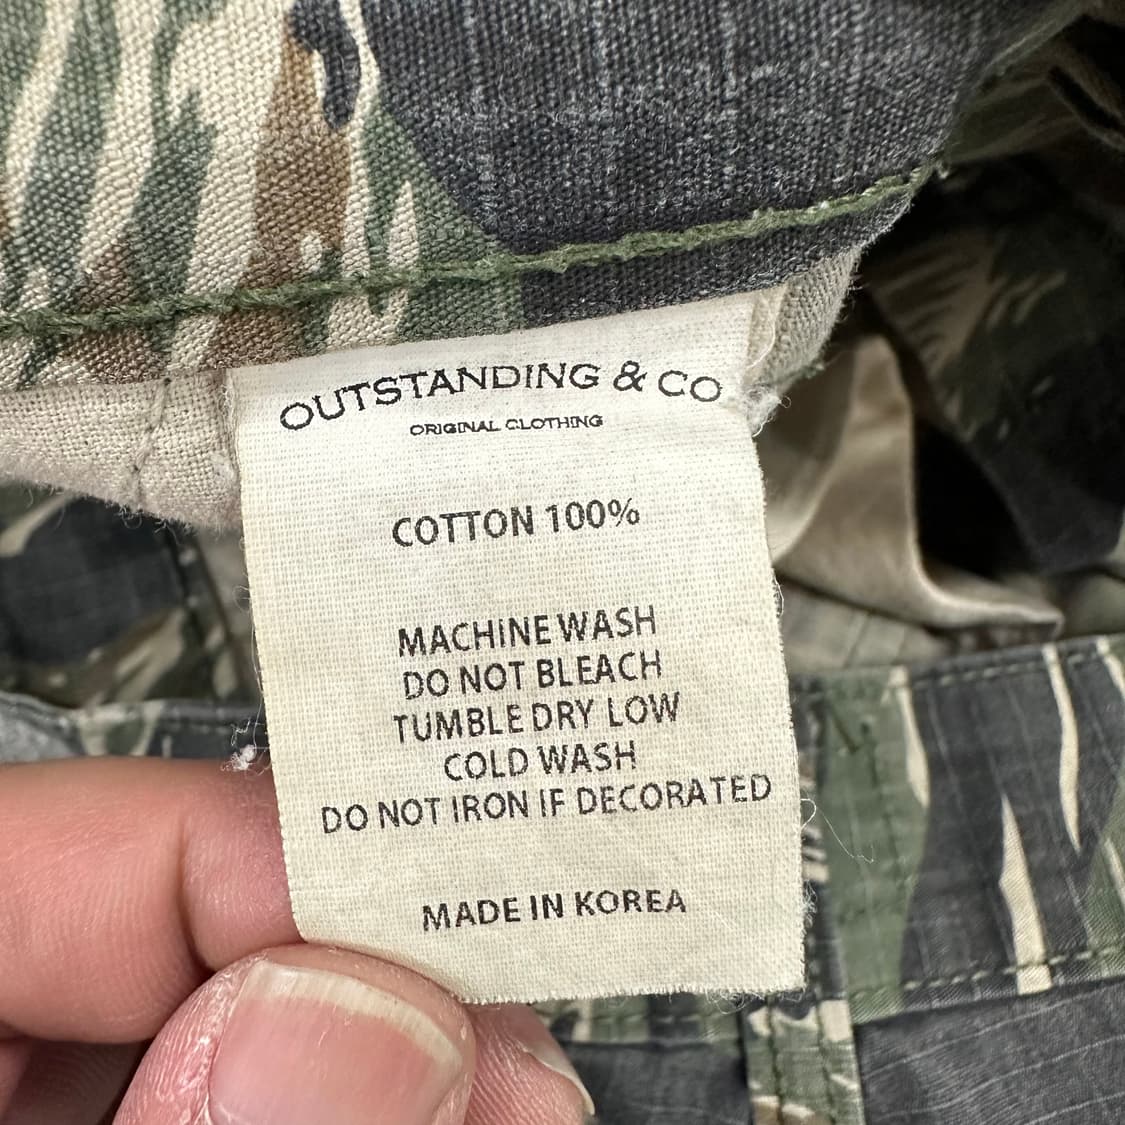 OUTSTANDING & CO
ORIGINAL CLOTHING
COTTON 100%
MACHINE WASH
DO NOT BLEACH
TUMBLE DRY LOW
COLD WASH
DO NOT IRON IF DECORATED
MADE IN KOREA